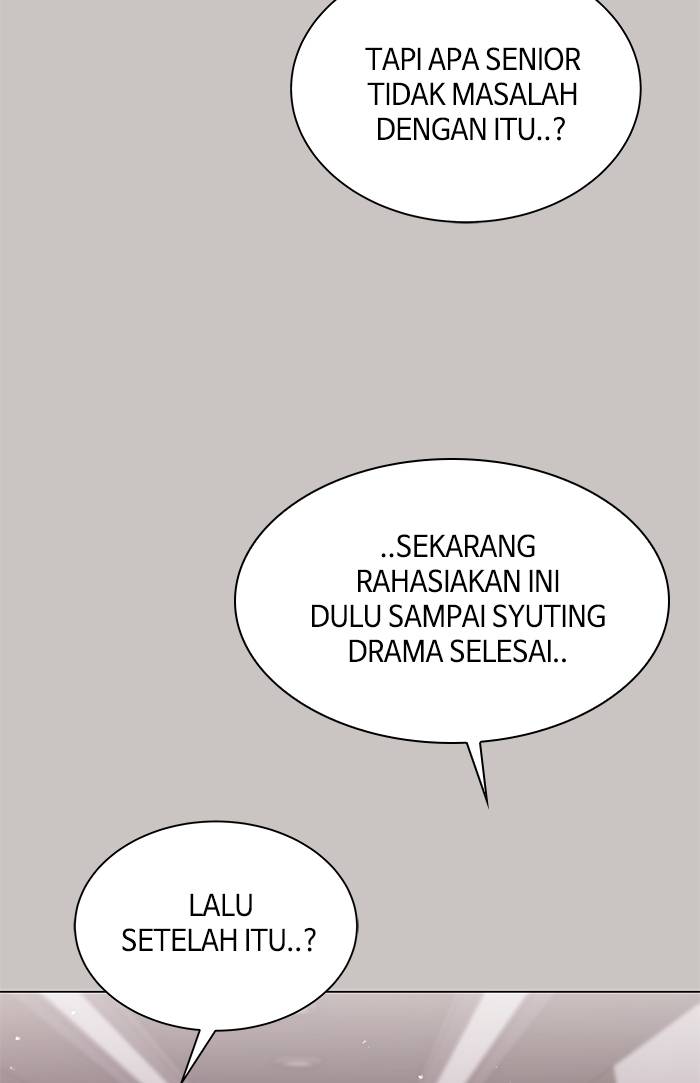 TAPI APA SENIOR
TIDAK MASALAH
DENGAN ITU..?
..SEKARANG
RAHASIAKAN INI
DULU SAMPAI SYUTING
DRAMA SELESAI..
LALU
SETELAH ITU..?